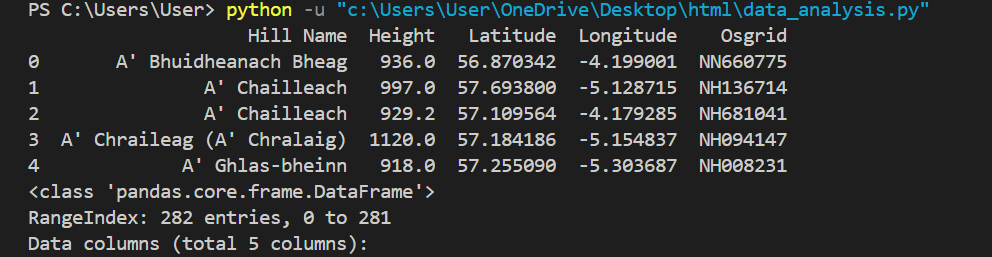 PS C:\Users\User> python -u "c:\Users\User\OneDrive\Desktop\html\data_analysis.py"
Hill Name Height Latitude Longitude Osgrid
0 A' Bhuidheanach Bheag 936.0 56.870342 -4.199001 NN660775
1 A' Chailleach 997.0 57.693800 -5.128715 NH136714
2 A' Chailleach 929.2 57.109564 -4.179285 NH681041
3 A' Chraileag (A' Chralaig) 1120.0 57.184186 -5.154837 NH094147
4 A' Ghlas-bheinn 918.0 57.255090 -5.303687 NH008231
<class 'pandas.core.frame.DataFrame'>
RangeIndex: 282 entries, 0 to 281
Data columns (total 5 columns):